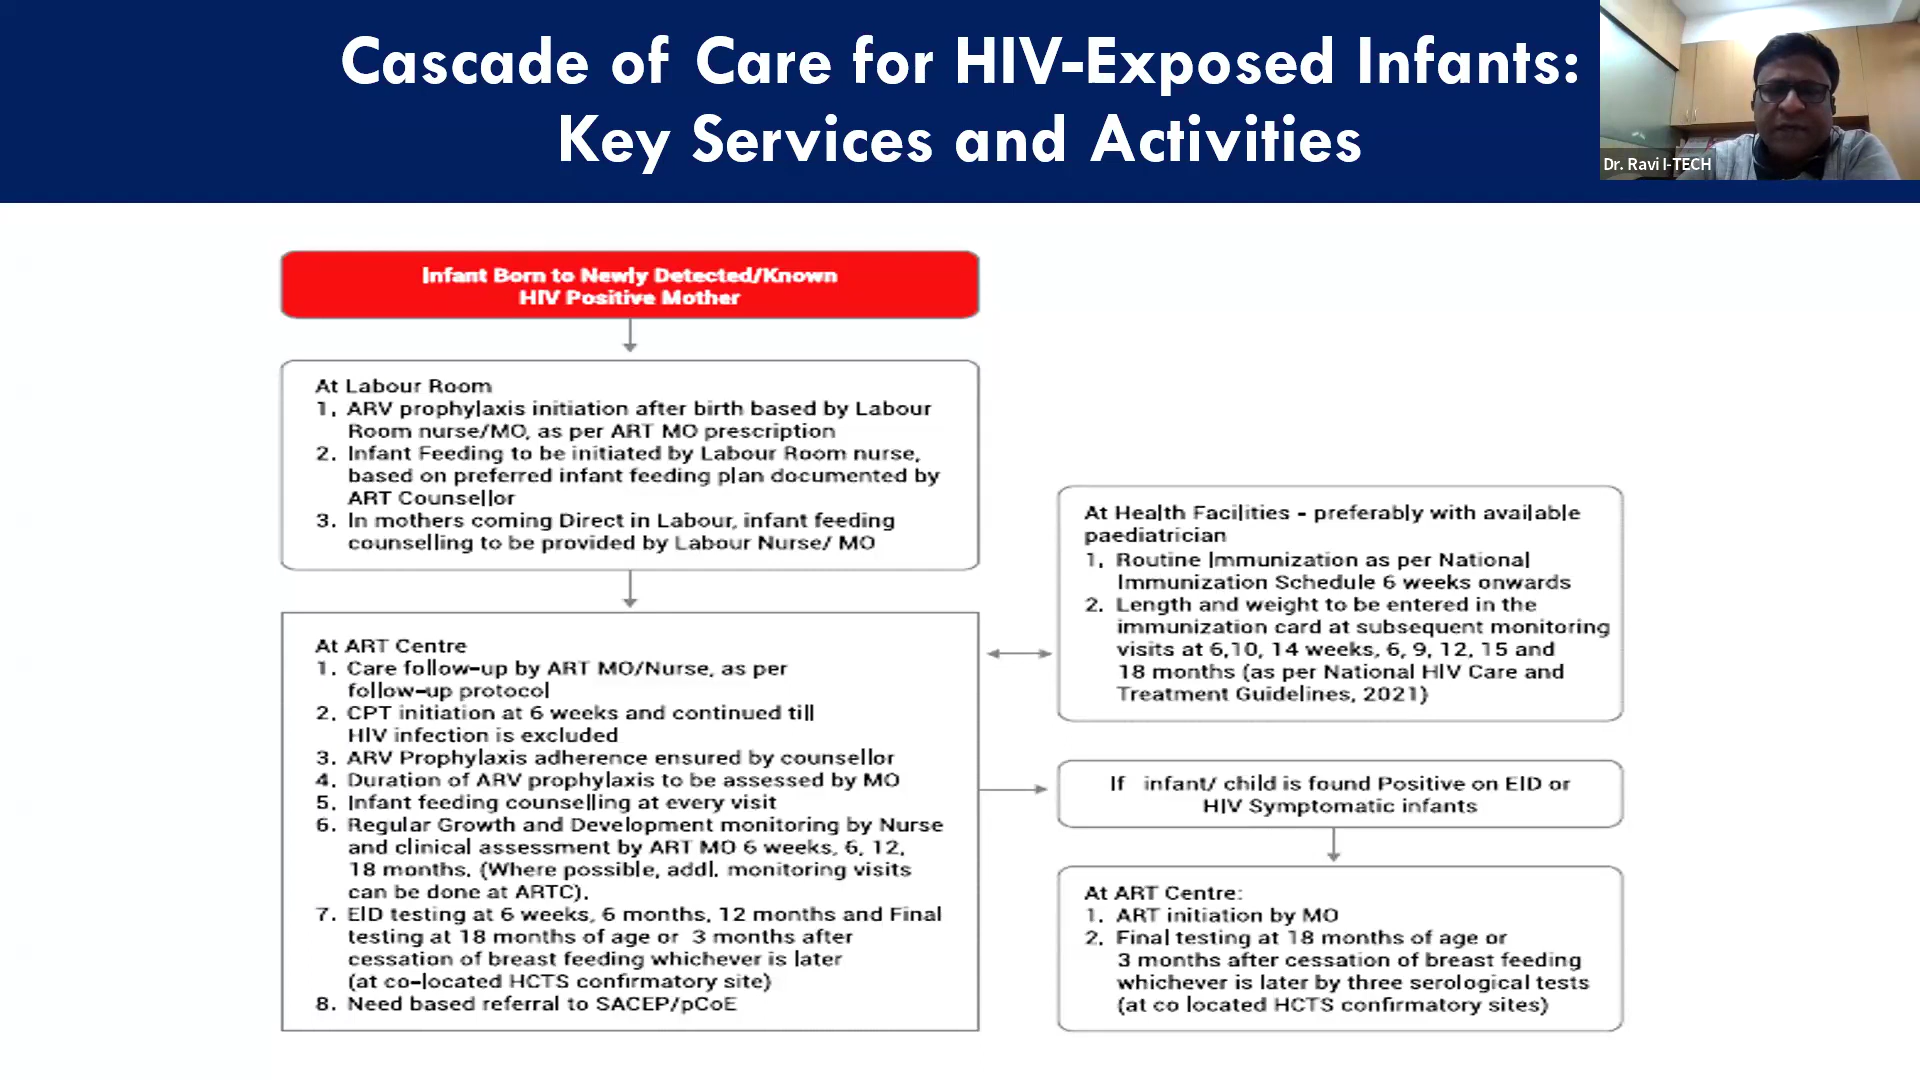 Cascade of Care for HIV-Exposed Infants:
Key Services and Activities
Dr. Ravi I-TECH
Infant Born to Newly Detected/Known
HIV Positive Mother
At Labour Room
1. ARV prophylaxis initiation after birth based by Labour
Room nurse/MO, as per ART MO prescription
2. Infant Feeding to be initiated by Labour Room nurse,
based on preferred infant feeding plan documented by
ART Counsellor
3. In mothers coming Direct in Labour, infant feeding
counselling to be provided by Labour Nurse/ MO
At ART Centre
1. Care follow-up by ART MO/Nurse, as per
follow-up protocol
2. CPT initiation at 6 weeks and continued till
HIV infection is excluded
3. ARV Prophylaxis adherence ensured by counsellor
4. Duration of ARV prophylaxis to be assessed by MO
5. Infant feeding counselling at every visit
6. Regular Growth and Development monitoring by Nurse
and clinical assessment by ART MO 6 weeks, 6, 12,
18 months. (Where possible, addl. monitoring visits
can be done at ARTC).
7. EID testing at 6 weeks, 6 months, 12 months and Final
testing at 18 months of age or 3 months after
cessation of breast feeding whichever is later
(at co-located HCTS confirmatory site)
8. Need based referral to SACEP/pCoE
At Health Facilities - preferably with available
paediatrician
1. Routine Immunization as per National
Immunization Schedule 6 weeks onwards
2. Length and weight to be entered in the
immunization card at subsequent monitoring
visits at 6,10, 14 weeks, 6, 9, 12, 15 and
18 months (as per National HIV Care and
Treatment Guidelines, 2021)
If infant/ child is found Positive on EID or
HIV Symptomatic infants
At ART Centre:
1. ART initiation by MO
2. Final testing at 18 months of age or
3 months after cessation of breast feeding
whichever is later by three serological tests
(at co located HCTS confirmatory sites)